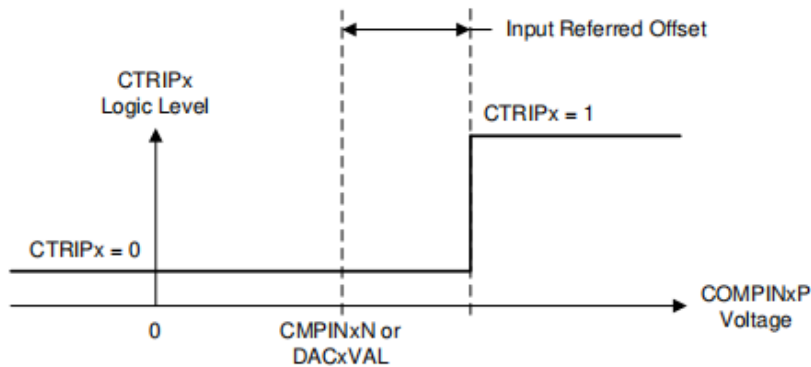 Input Referred Offset
CTRIPx
Logic Level
CTRIPx = 1
CTRIPx = 0
COMPINxP
Voltage
0
CMPINxN or
DACxVAL